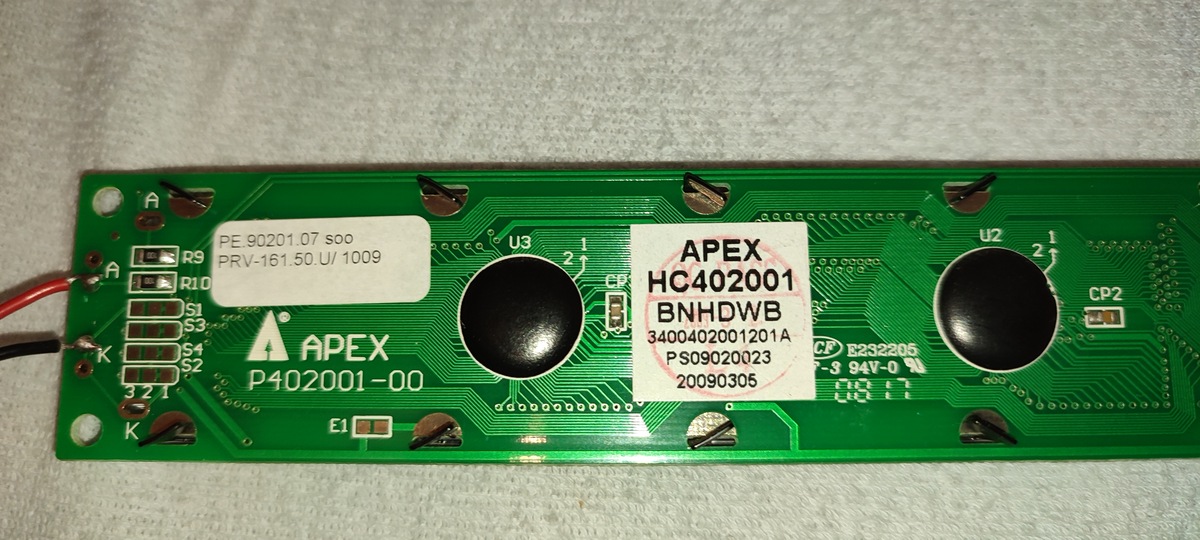 A
A
K
K
R9
R10
S1
S3
S4
S2
3 2 1
PE.90201.07 soo
PRV-161.50.U/ 1009
® APEX
P402001-00
E1
U3
1
2
CP
APEX
HC402001
BNHDWB
3400402001201A
PS09020023
20090305
E232205
-3 94V-0
0817
U2
1
2
CP2